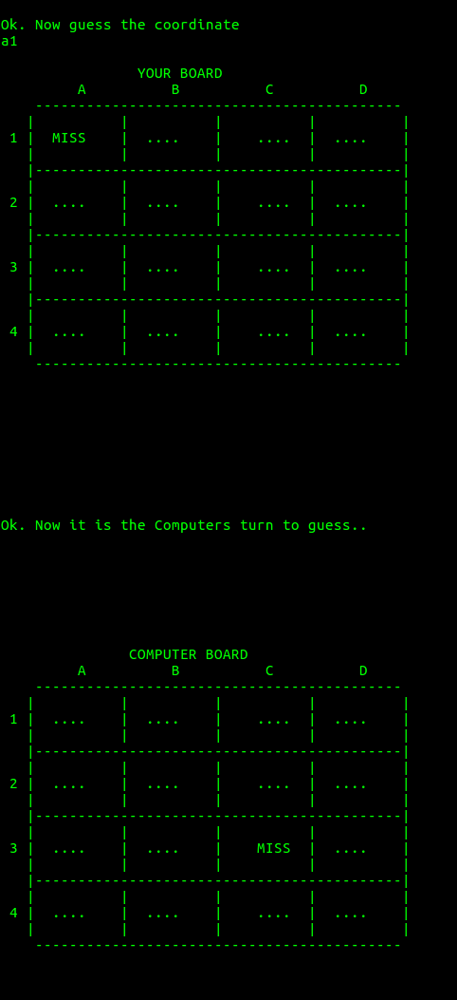 Ok. Now guess the coordinate
a1
YOUR BOARD
A B C D
-------------------------------------------
| | | | |
1 | MISS | .... | .... | .... |
| | | | |
|-------------------------------------------|
| | | | |
2 | .... | .... | .... | .... |
| | | | |
|-------------------------------------------|
| | | | |
3 | .... | .... | .... | .... |
| | | | |
|-------------------------------------------|
| | | | |
4 | .... | .... | .... | .... |
| | | | |
-------------------------------------------
Ok. Now it is the Computers turn to guess..
COMPUTER BOARD
A B C D
-------------------------------------------
| | | | |
1 | .... | .... | .... | .... |
| | | | |
|-------------------------------------------|
| | | | |
2 | .... | .... | .... | .... |
| | | | |
|-------------------------------------------|
| | | | |
3 | .... | .... | MISS | .... |
| | | | |
|-------------------------------------------|
| | | | |
4 | .... | .... | .... | .... |
| | | | |
-------------------------------------------